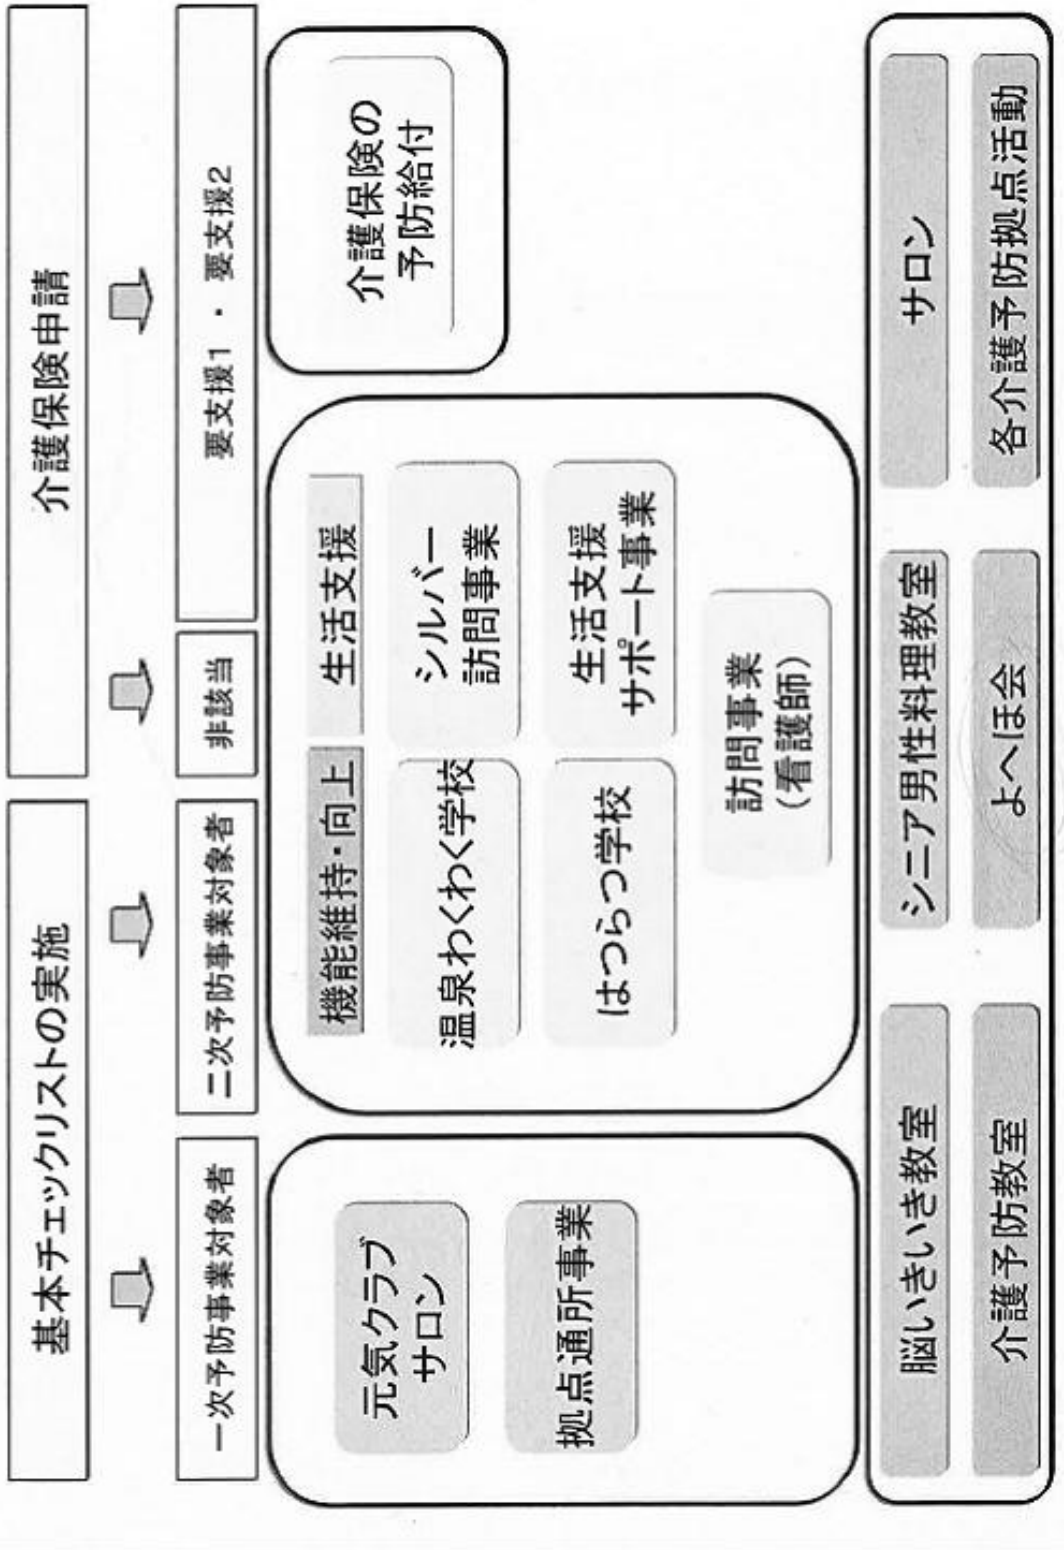 基本チェックリストの実施
介護保険申請
一次予防事業対象者
二次予防事業対象者
非該当
要支援1 ・ 要支援2
元気クラブ
サロン
拠点通所事業
機能維持・向上
生活支援
温泉わくわく学校
シルバー
訪問事業
はつらつ学校
生活支援
サポート事業
訪問事業
(看護師)
介護保険の
予防給付
脳いきいき教室
シニア男性料理教室
サロン
介護予防教室
よへほ会
各介護予防拠点活動